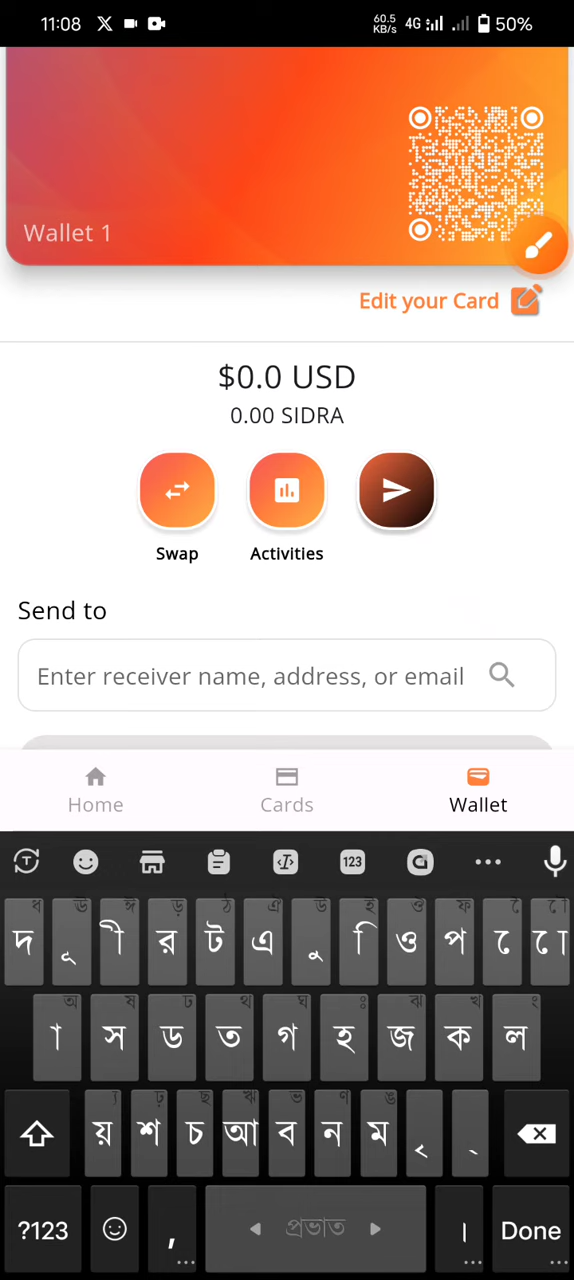 11:08 60.5 KB/s 4G 50%
Wallet 1
Edit your Card
$0.0 USD
0.00 SIDRA
Swap Activities
Send to
Enter receiver name, address, or email
Home Cards Wallet
123
ধ ঊ ঈ ড় ঠ ঐ উ ই ঔ ফ ৈ ৌ
দ ূ ী র ট এ ু ি ও প ে ো
অ ষ ঢ থ ঘ ঃ ঝ খ ং
া স ড ত গ হ জ ক ল
য ঢ় ছ ঋ ভ ণ ঙ
য় শ চ আ ব ন ম ৃ ্
?123 , প্রভাত । Done